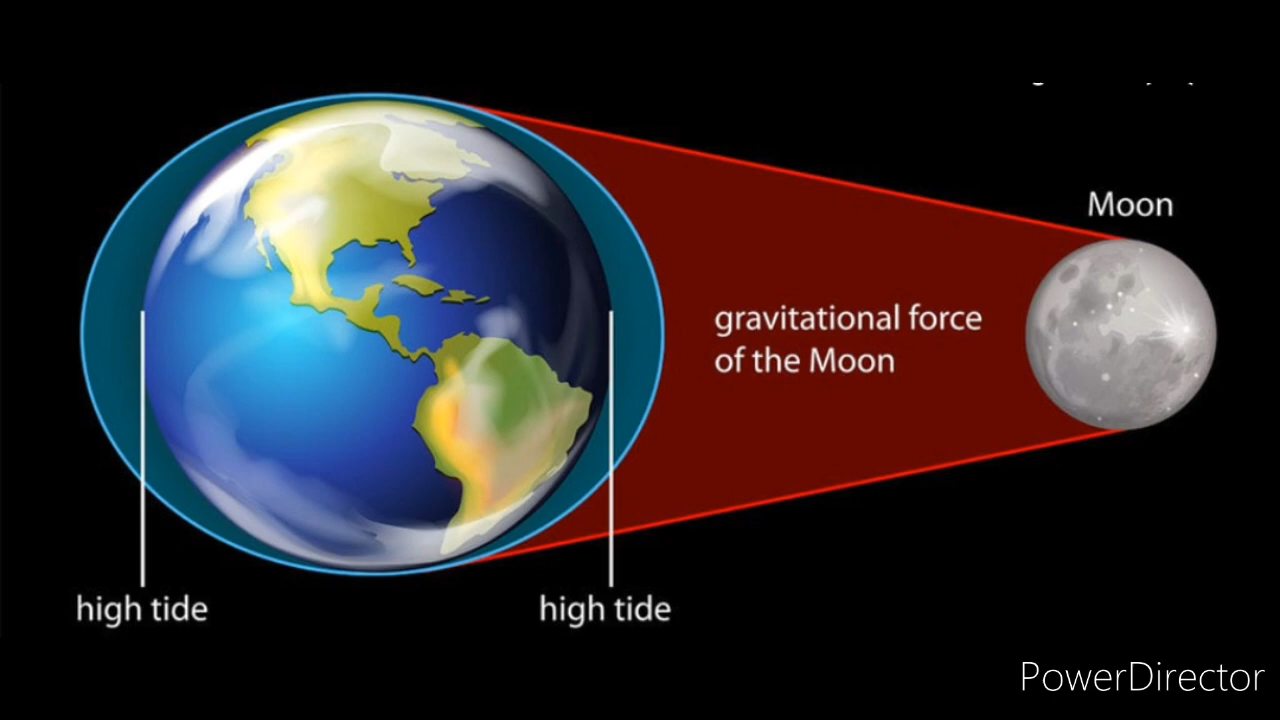 Moon
gravitational force
of the Moon
high tide
high tide
PowerDirector